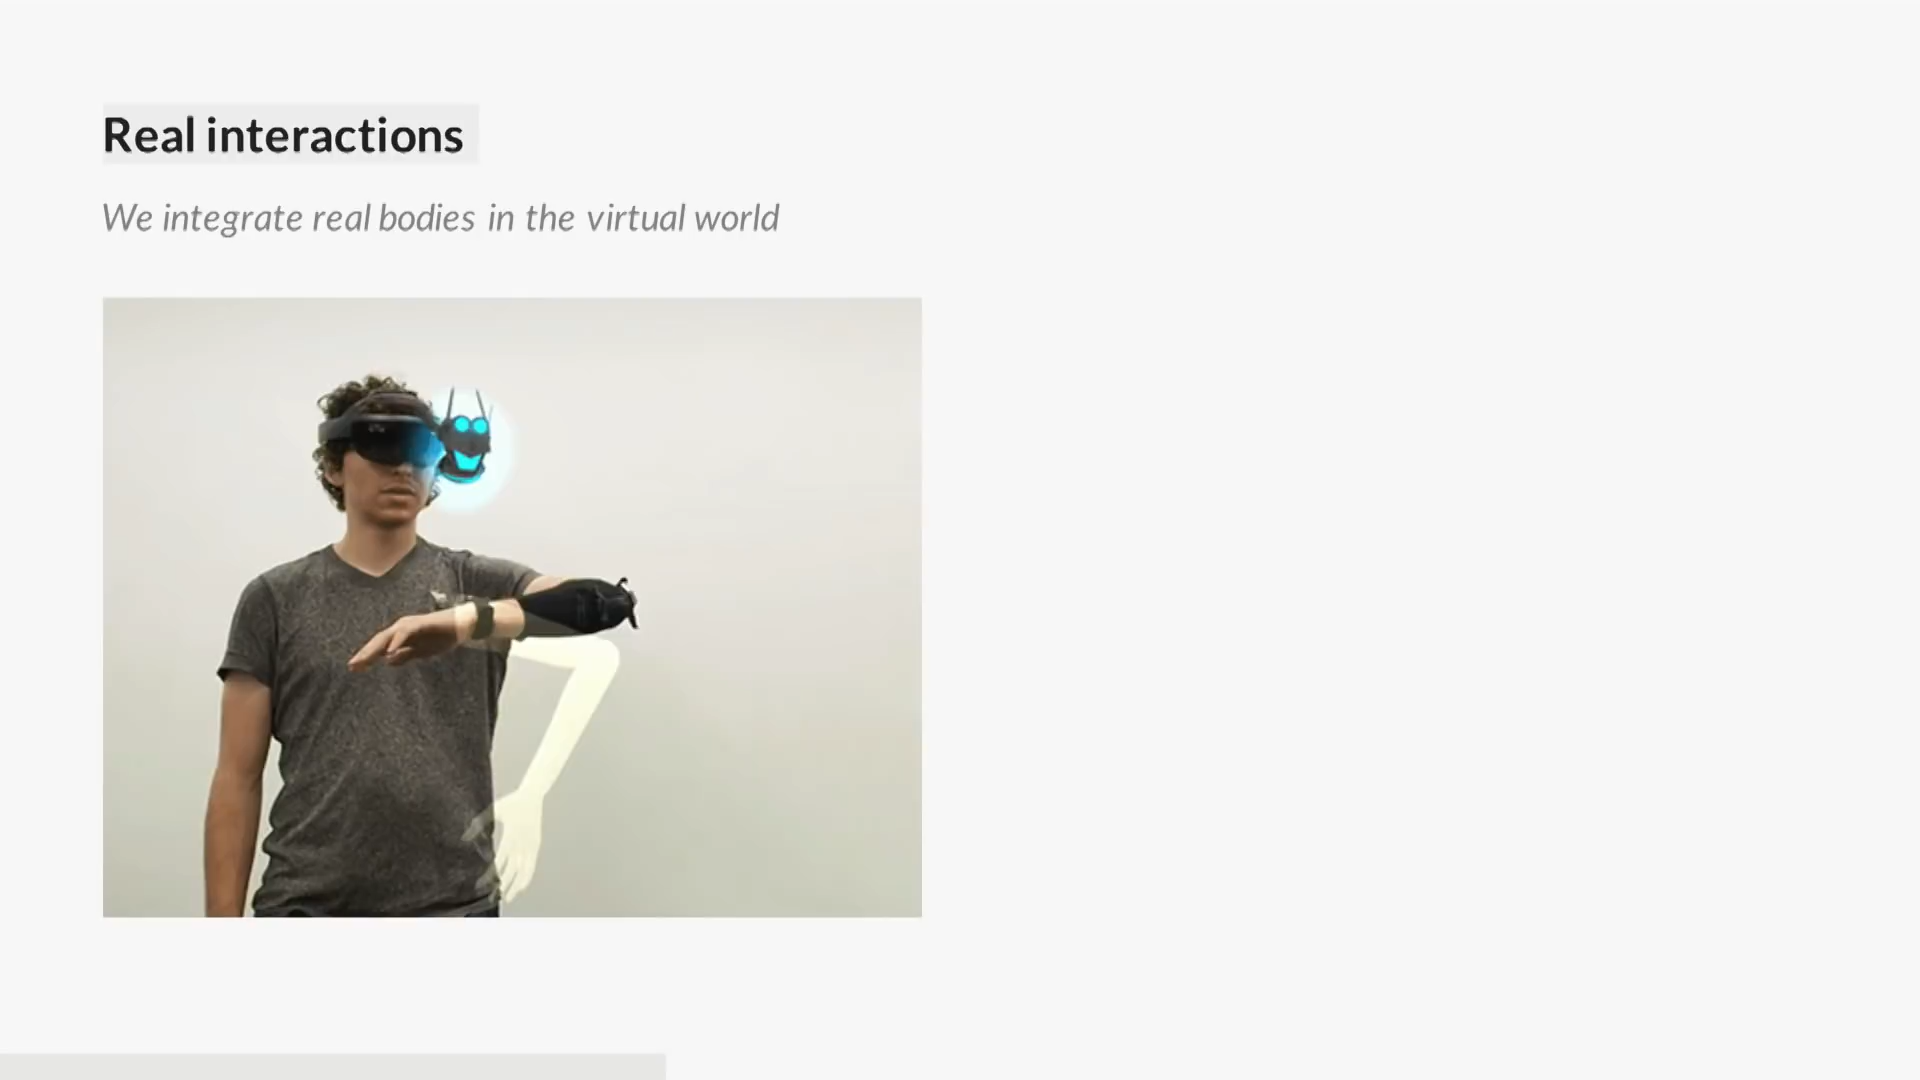 Real interactions
We integrate real bodies in the virtual world